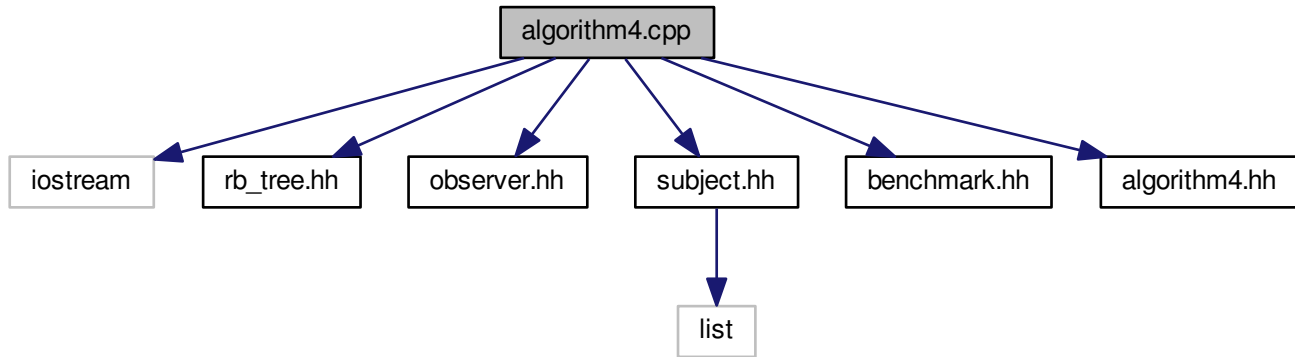 algorithm4.cpp
iostream
rb_tree.hh
observer.hh
subject.hh
benchmark.hh
algorithm4.hh
list